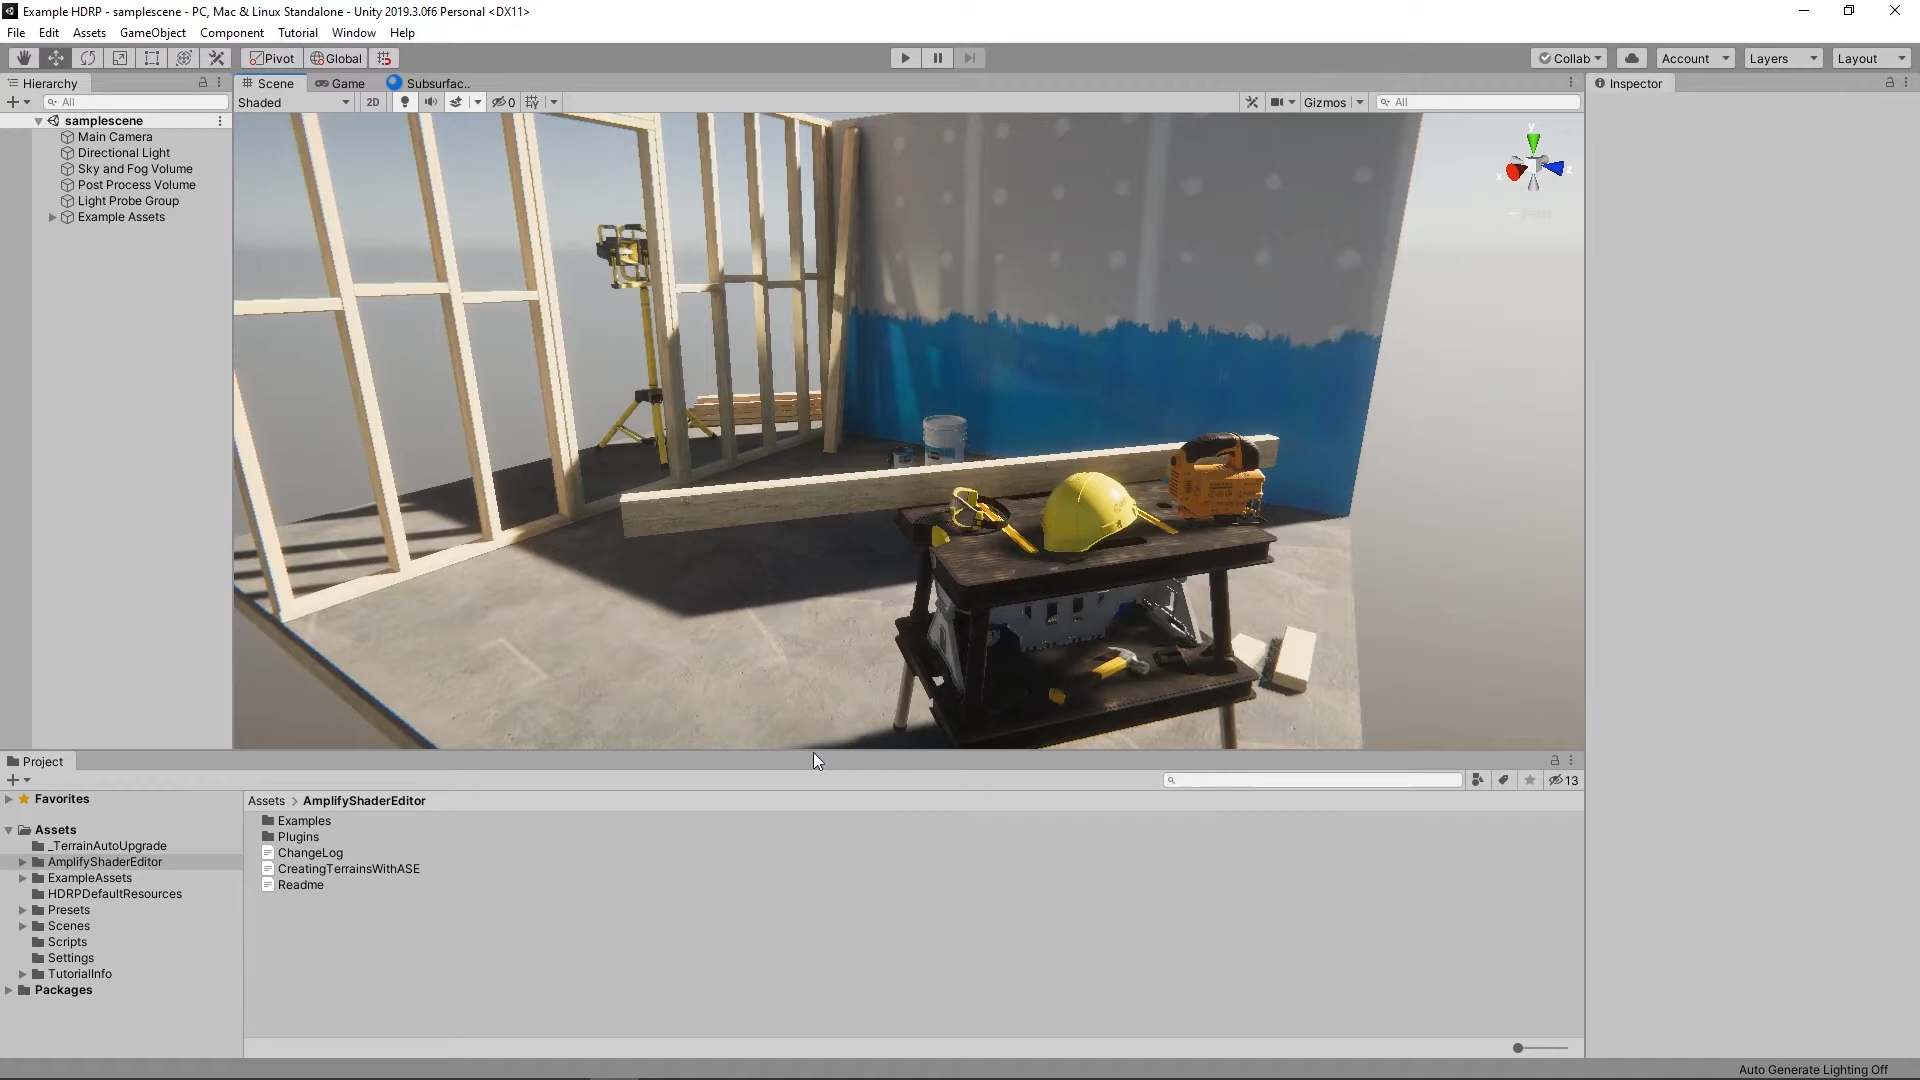 Example HDRP - samplescene - PC, Mac & Linux Standalone - Unity 2019.3.0f6 Personal <DX11>
File Edit Assets GameObject Component Tutorial Window Help
Pivot Global Collab Account Layers Layout
Hierarchy
All
samplescene
Main Camera
Directional Light
Sky and Fog Volume
Post Process Volume
Light Probe Group
Example Assets
Scene Game Subsurfac..
Shaded 2D 0 Gizmos All
y
x z
Inspector
Project
13
Favorites
Assets
_TerrainAutoUpgrade
AmplifyShaderEditor
ExampleAssets
HDRPDefaultResources
Presets
Scenes
Scripts
Settings
TutorialInfo
Packages
Assets > AmplifyShaderEditor
Examples
Plugins
ChangeLog
CreatingTerrainsWithASE
Readme
Auto Generate Lighting Off